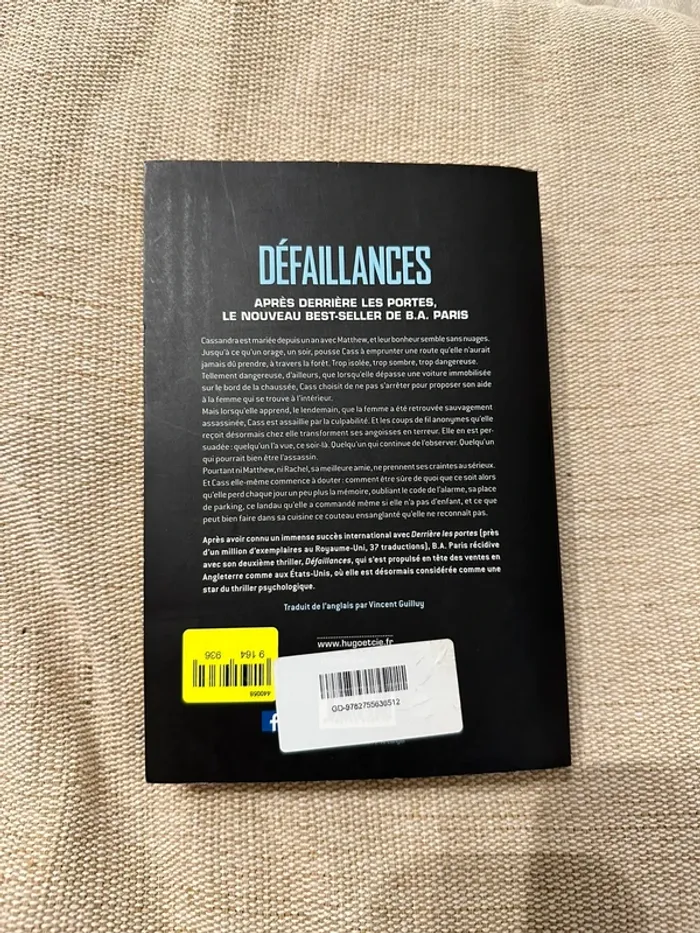 DÉFAILLANCES
APRÈS DERRIÈRE LES PORTES,
LE NOUVEAU BEST-SELLER DE B.A. PARIS
Cassandra est mariée depuis un an avec Matthew, et leur bonheur semble sans nuages.
Jusqu'à ce qu'un orage, un soir, pousse Cass à emprunter une route qu'elle n'aurait
jamais dû prendre, à travers la forêt. Trop isolée, trop sombre, trop dangereuse.
Tellement dangereuse, d'ailleurs, que lorsqu'elle dépasse une voiture immobilisée
sur le bord de la chaussée, Cass choisit de ne pas s'arrêter pour proposer son aide
à la femme qui se trouve à l'intérieur.
Mais lorsqu'elle apprend, le lendemain, que la femme a été retrouvée sauvagement
assassinée, Cass est assaillie par la culpabilité. Et les coups de fil anonymes qu'elle
reçoit désormais chez elle transforment ses angoisses en terreur. Elle en est per-
suadée : quelqu'un l'a vue, ce soir-là. Quelqu'un qui continue de l'observer. Quelqu'un
qui pourrait bien être l'assassin.
Pourtant ni Matthew, ni Rachel, sa meilleure amie, ne prennent ses craintes au sérieux.
Et Cass elle-même commence à douter : comment être sûre de quoi que ce soit alors
qu'elle perd chaque jour un peu plus la mémoire, oubliant le code de l'alarme, sa place
de parking, ce landau qu'elle a commandé même si elle n'a pas d'enfant, et ce que
peut bien faire dans sa cuisine ce couteau ensanglanté qu'elle ne reconnaît pas.
Après avoir connu un immense succès international avec Derrière les portes (près
d'un million d'exemplaires au Royaume-Uni, 37 traductions), B.A. Paris récidive
avec son deuxième thriller, Défaillances, qui s'est propulsé en tête des ventes en
Angleterre comme aux États-Unis, où elle est désormais considérée comme une
star du thriller psychologique.
Traduit de l'anglais par Vincent Guilluy
www.hugoetcie.fr
9 164
936
440068
GD-9782755636512
f